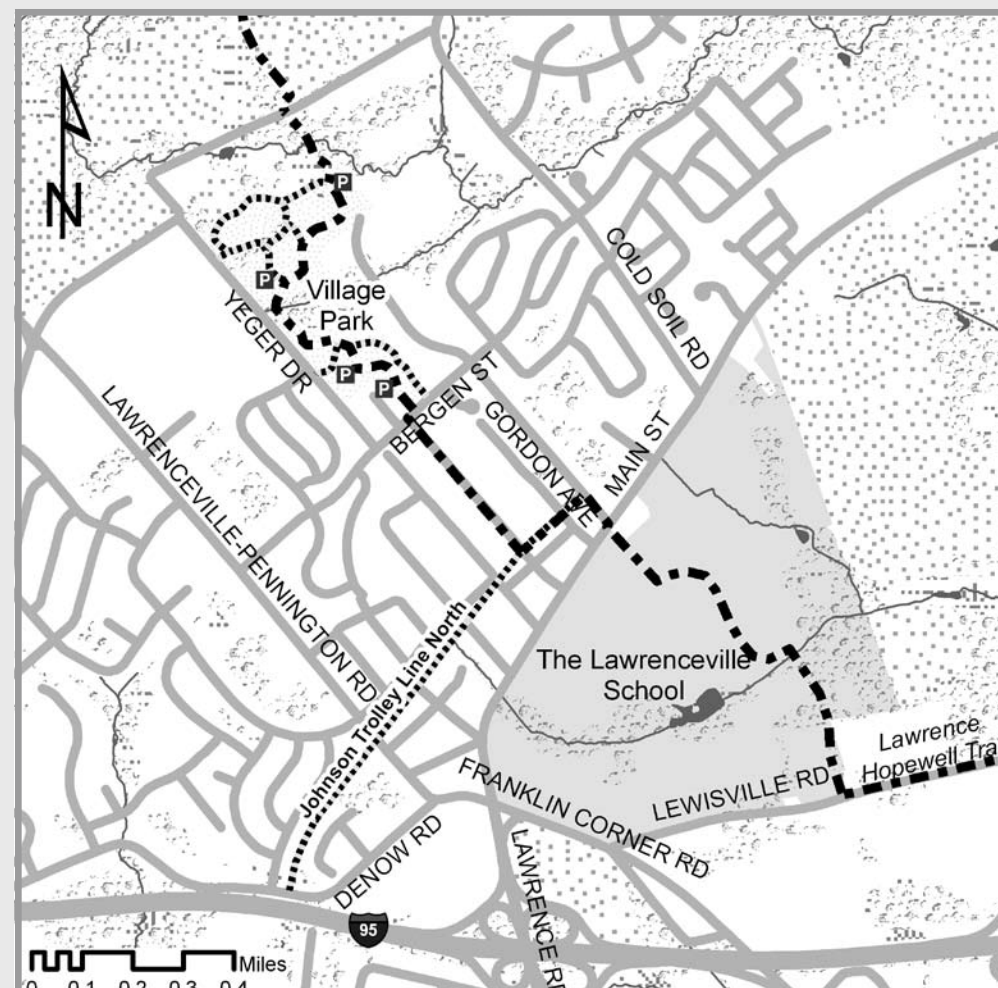 N
P
P
P
P
Village
Park
YEGER DR
COLD SOIL RD
BERGEN ST
GORDON AVE
MAIN ST
LAWRENCEVILLE-PENNINGTON RD
Johnson Trolley Line North
The Lawrenceville
School
Lawrence
Hopewell Tra
LEWISVILLE RD
FRANKLIN CORNER RD
DENOW RD
LAWRENCE RD
95
Miles
0 0.1 0.2 0.3 0.4